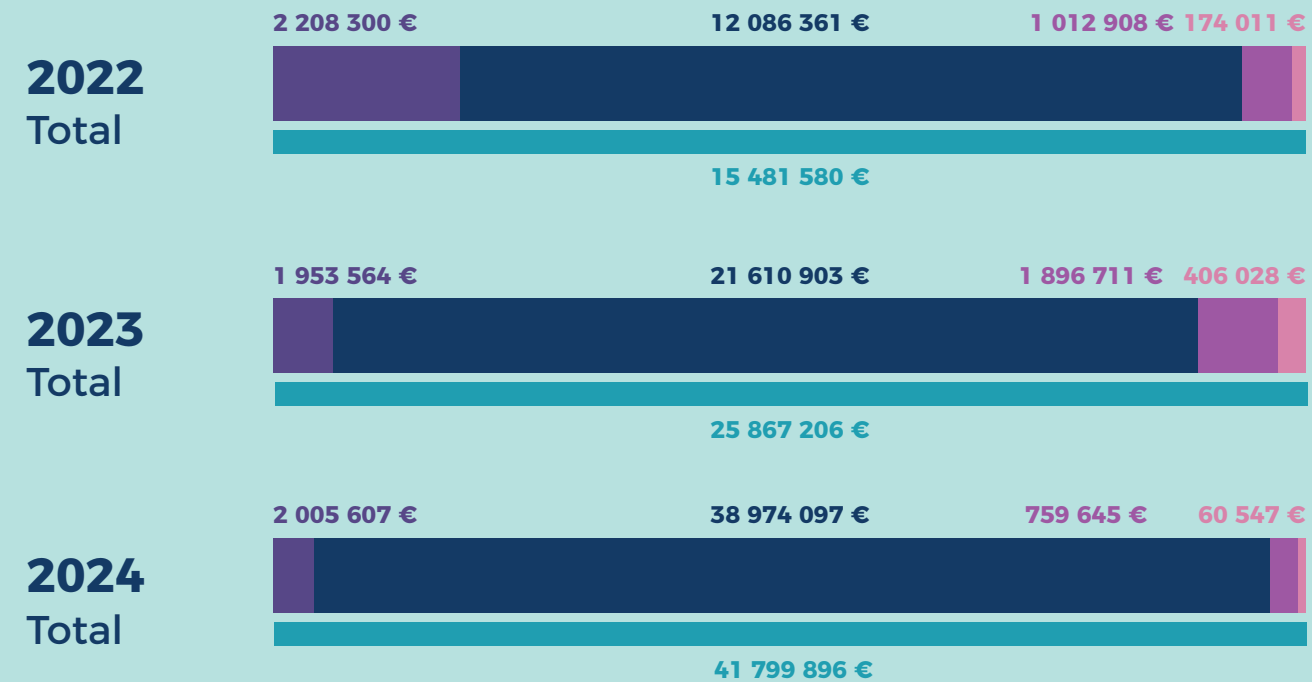 2 208 300 € 12 086 361 € 1 012 908 € 174 011 €
2022
Total
15 481 580 €
1 953 564 € 21 610 903 € 1 896 711 € 406 028 €
2023
Total
25 867 206 €
2 005 607 € 38 974 097 € 759 645 € 60 547 €
2024
Total
41 799 896 €